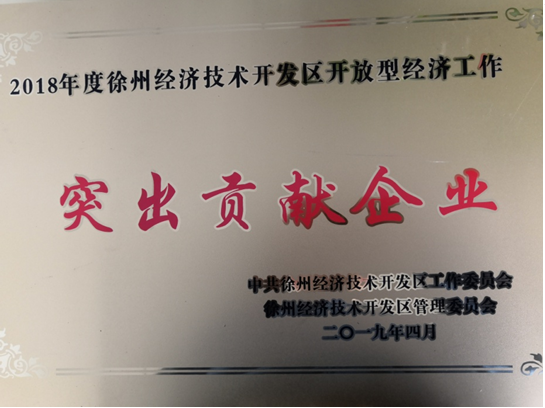 2018年度徐州经济技术开发区开放型经济工作
突出贡献企业
中共徐州经济技术开发区工作委员会
徐州经济技术开发区管理委员会
二〇一九年四月